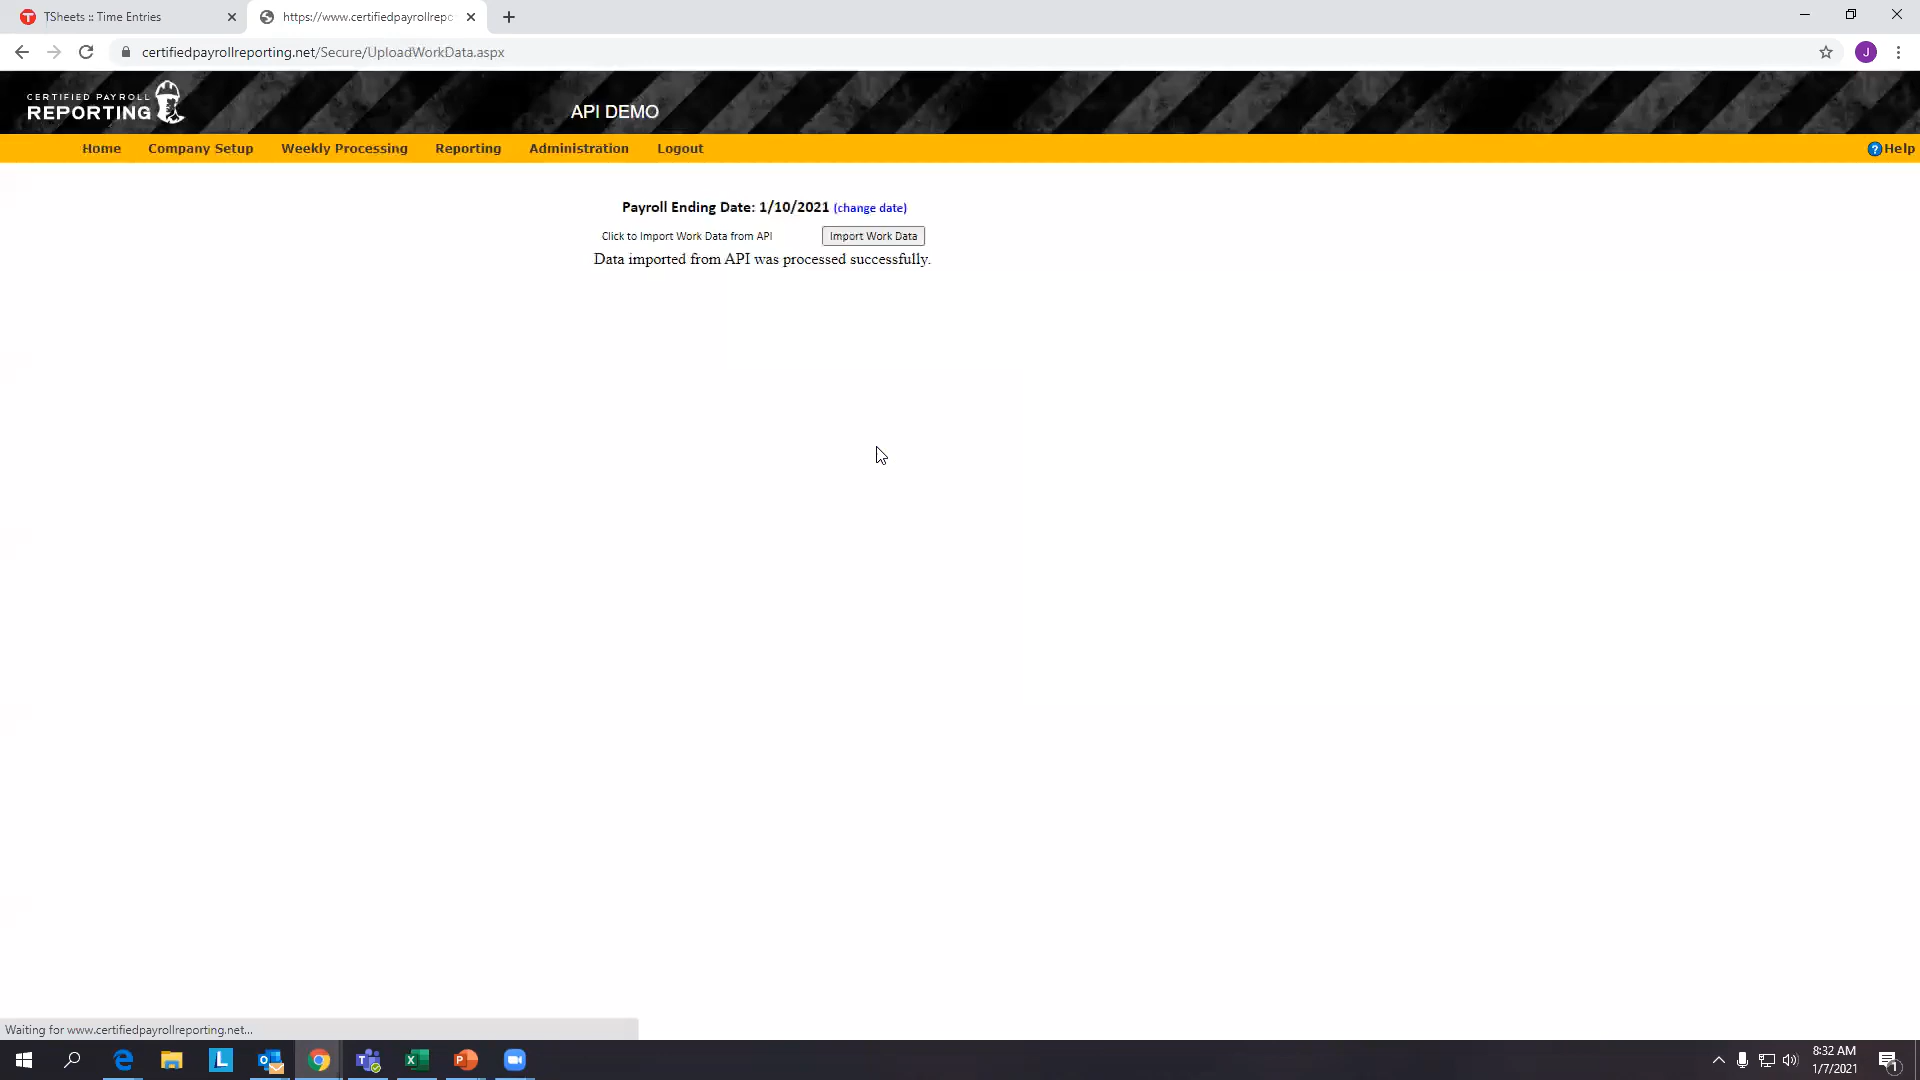 TSheets :: Time Entries
https://www.certifiedpayrollrepo
certifiedpayrollreporting.net/Secure/UploadWorkData.aspx
J
CERTIFIED PAYROLL
REPORTING
API DEMO
Home Company Setup Weekly Processing Reporting Administration Logout ? Help
Payroll Ending Date: 1/10/2021 (change date)
Click to Import Work Data from API Import Work Data
Data imported from API was processed successfully.
Waiting for www.certifiedpayrollreporting.net...
8:32 AM
1/7/2021
1